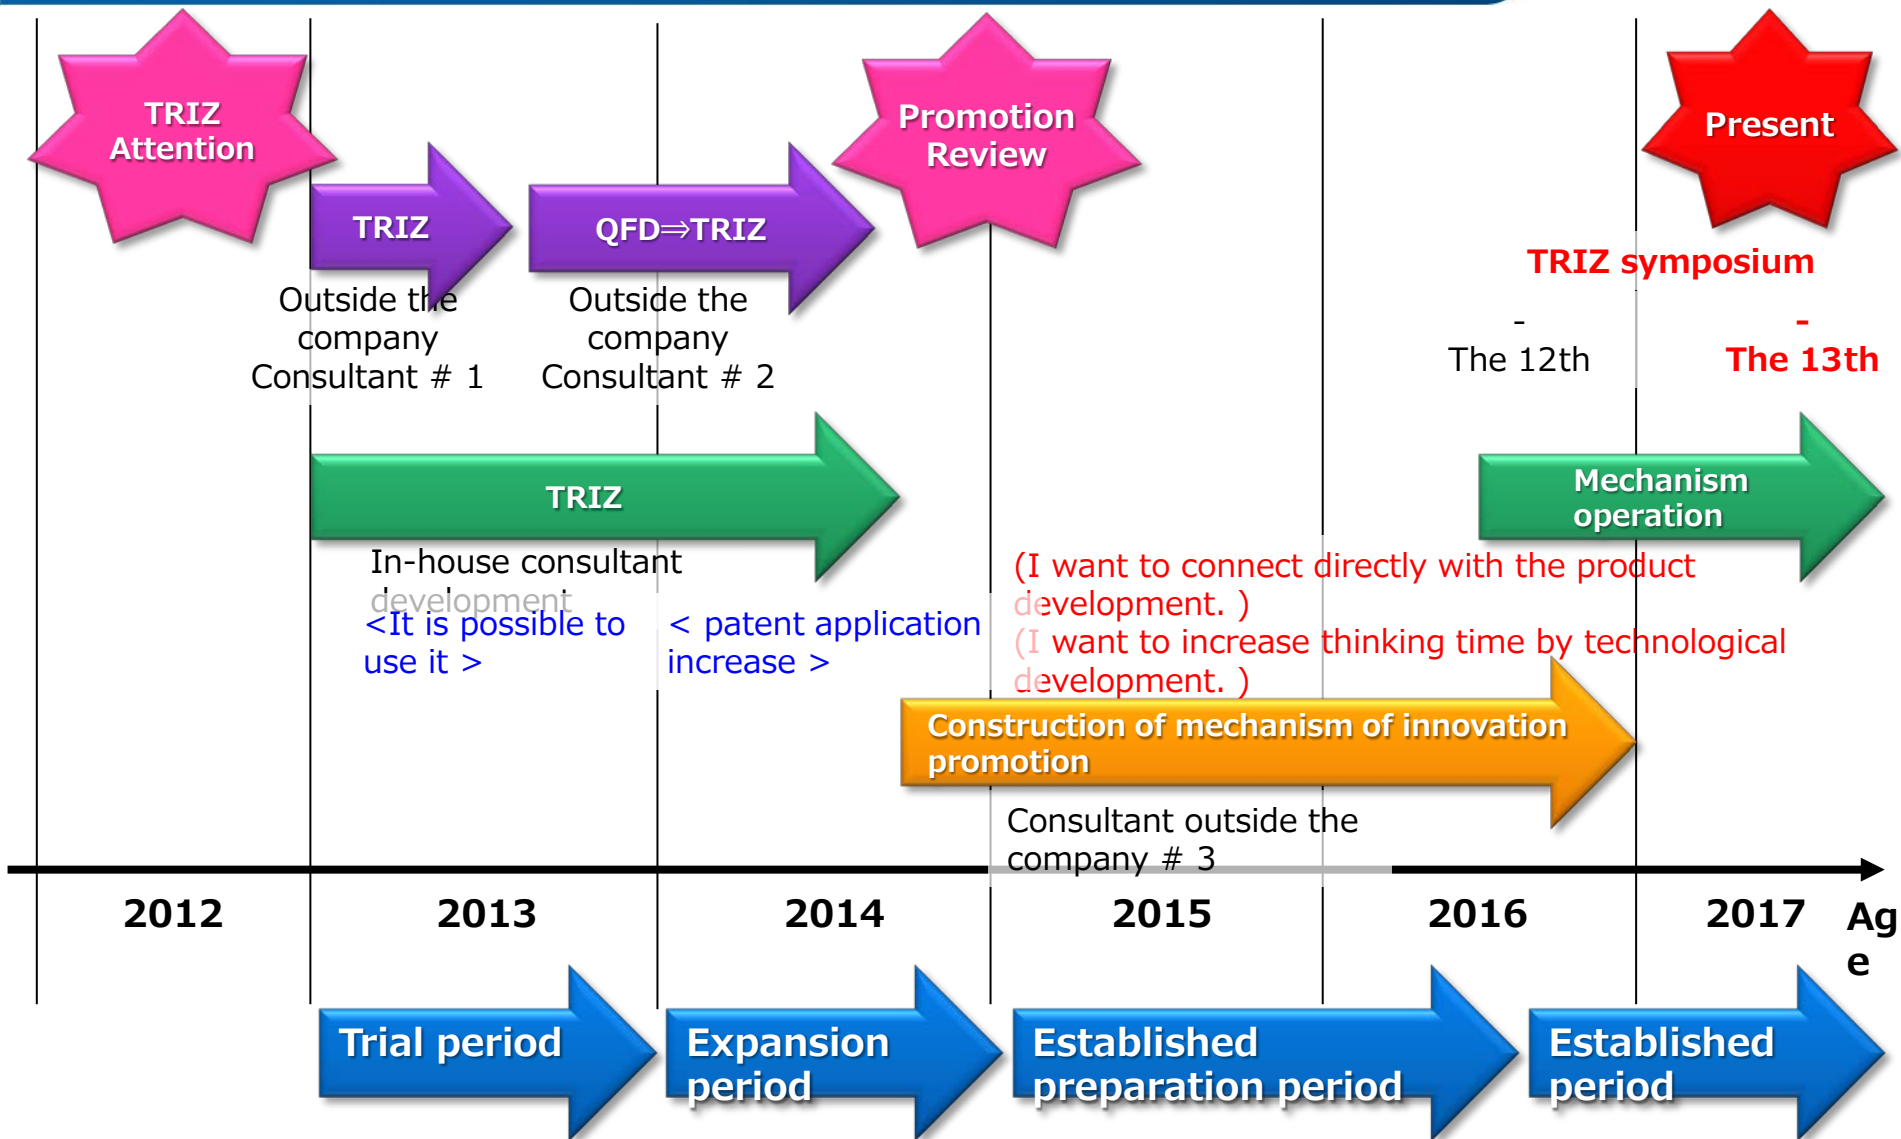 TRIZ
Attention
Promotion
Review
Present
TRIZ
QFD⇒TRIZ
Outside the
company
Consultant # 1
Outside the
company
Consultant # 2
TRIZ symposium
-
The 12th
-
The 13th
TRIZ
Mechanism
operation
In-house consultant
development
<It is possible to
use it >
< patent application
increase >
(I want to connect directly with the product
development. )
(I want to increase thinking time by technological
development. )
Construction of mechanism of innovation
promotion
Consultant outside the
company # 3
2012
2013
2014
2015
2016
2017
Ag
e
Trial period
Expansion
period
Established
preparation period
Established
period